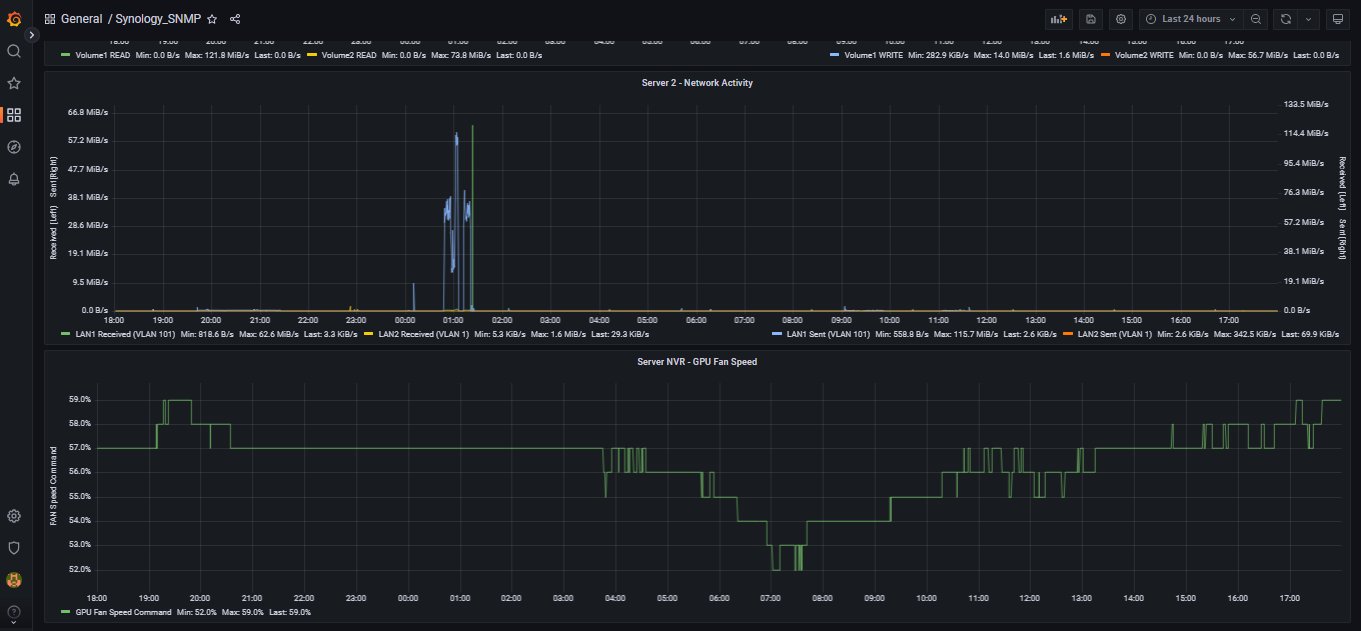 General / Synology_SNMP
Last 24 hours
18:00 19:00 20:00 21:00 22:00 23:00 00:00 01:00 02:00 03:00 04:00 05:00 06:00 07:00 08:00 09:00 10:00 11:00 12:00 13:00 14:00 15:00 16:00 17:00
Volume1 READ Min: 0.0 B/s Max: 121.8 MiB/s Last: 0.0 B/s Volume2 READ Min: 0.0 B/s Max: 73.8 MiB/s Last: 0.0 B/s
Volume1 WRITE Min: 282.9 KiB/s Max: 14.0 MiB/s Last: 1.6 MiB/s Volume2 WRITE Min: 0.0 B/s Max: 56.7 MiB/s Last: 0.0 B/s
Server 2 - Network Activity
Received (Left) Sent(Right)
66.8 MiB/s
57.2 MiB/s
47.7 MiB/s
38.1 MiB/s
28.6 MiB/s
19.1 MiB/s
9.5 MiB/s
0.0 B/s
133.5 MiB/s
114.4 MiB/s
95.4 MiB/s
76.3 MiB/s
57.2 MiB/s
38.1 MiB/s
19.1 MiB/s
0.0 B/s
Received (Left) Sent(Right)
18:00 19:00 20:00 21:00 22:00 23:00 00:00 01:00 02:00 03:00 04:00 05:00 06:00 07:00 08:00 09:00 10:00 11:00 12:00 13:00 14:00 15:00 16:00 17:00
LAN1 Received (VLAN 101) Min: 818.6 B/s Max: 62.6 MiB/s Last: 3.3 KiB/s LAN2 Received (VLAN 1) Min: 5.3 KiB/s Max: 1.6 MiB/s Last: 29.3 KiB/s
LAN1 Sent (VLAN 101) Min: 558.8 B/s Max: 115.7 MiB/s Last: 2.6 KiB/s LAN2 Sent (VLAN 1) Min: 2.6 KiB/s Max: 342.5 KiB/s Last: 69.9 KiB/s
Server NVR - GPU Fan Speed
FAN Speed Command
59.0%
58.0%
57.0%
56.0%
55.0%
54.0%
53.0%
52.0%
18:00 19:00 20:00 21:00 22:00 23:00 00:00 01:00 02:00 03:00 04:00 05:00 06:00 07:00 08:00 09:00 10:00 11:00 12:00 13:00 14:00 15:00 16:00 17:00
GPU Fan Speed Command Min: 52.0% Max: 59.0% Last: 59.0%